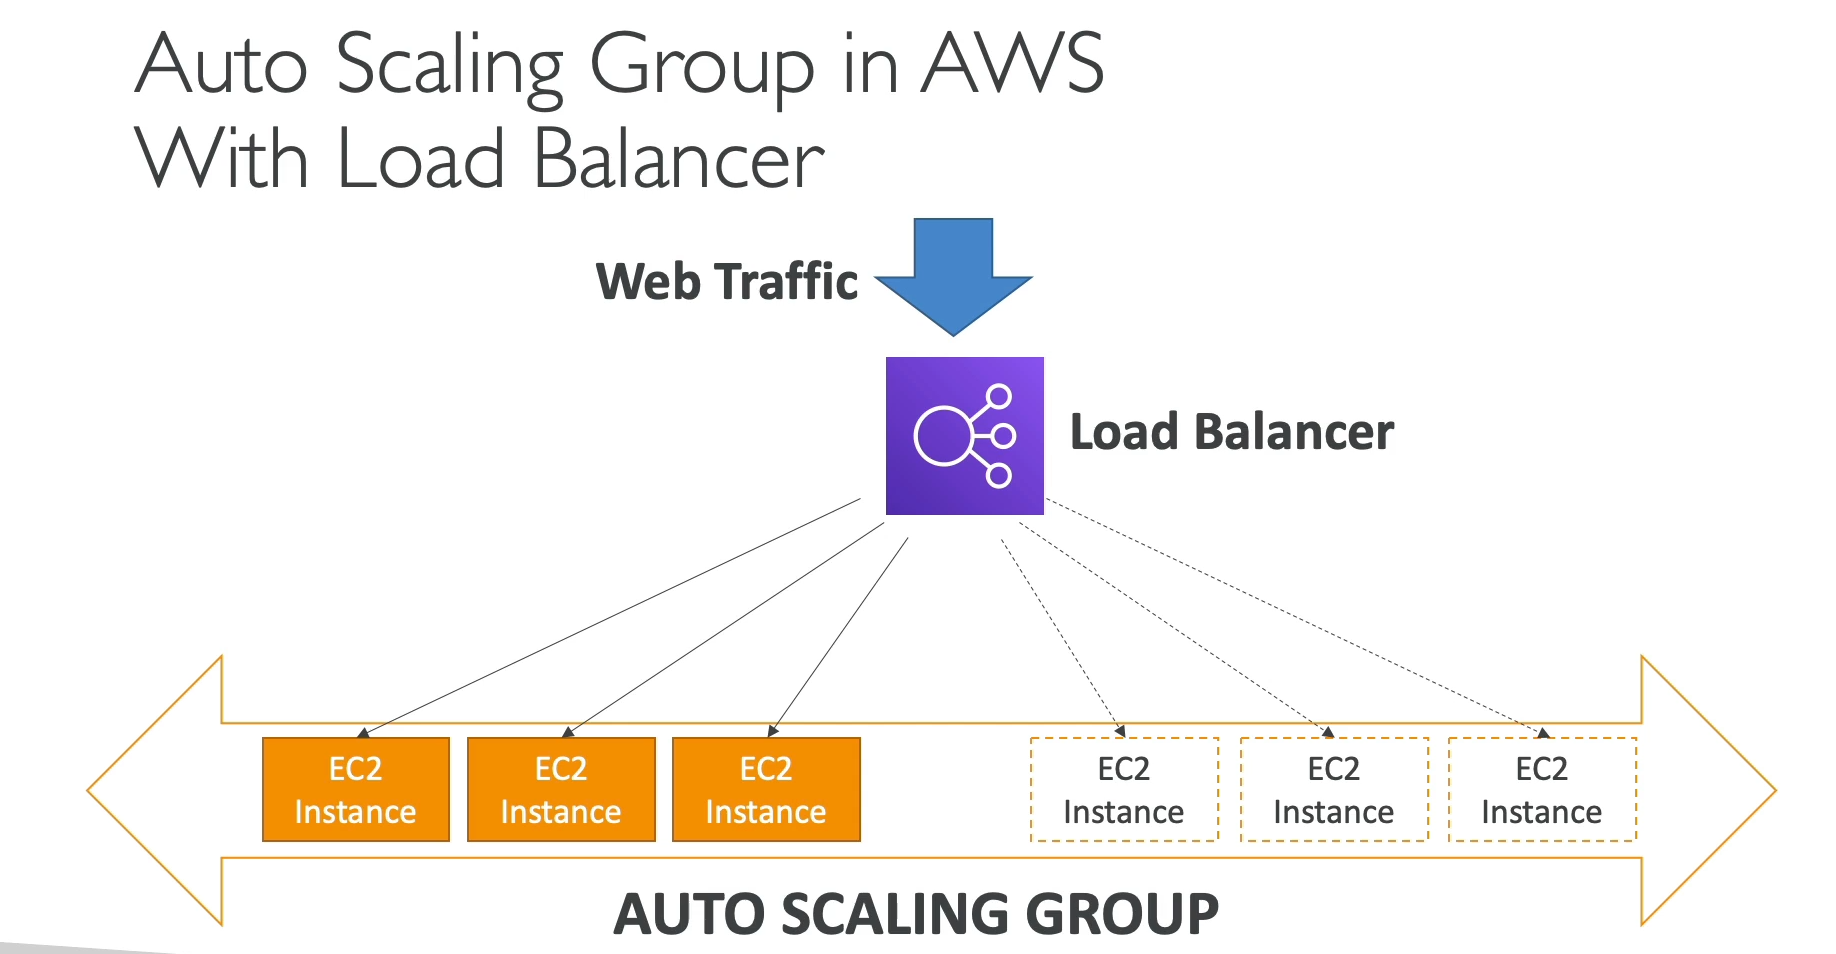 Auto Scaling Group in AWS
With Load Balancer
Web Traffic
Load Balancer
EC2
Instance
EC2
Instance
EC2
Instance
EC2
Instance
EC2
Instance
EC2
Instance
AUTO SCALING GROUP